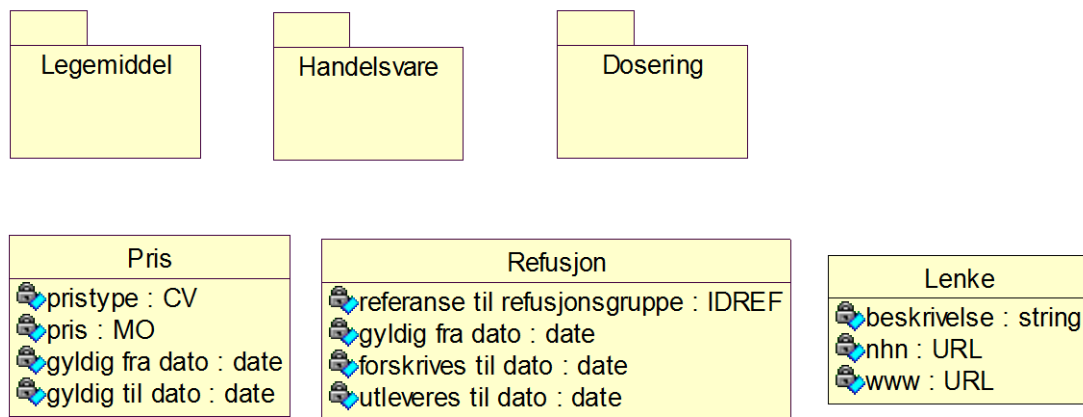 Legemiddel
Handelsvare
Dosering
Pris
pristype : CV
pris : MO
gyldig fra dato : date
gyldig til dato : date
Refusjon
referanse til refusjonsgruppe : IDREF
gyldig fra dato : date
forskrives til dato : date
utleveres til dato : date
Lenke
beskrivelse : string
nhn : URL
www : URL